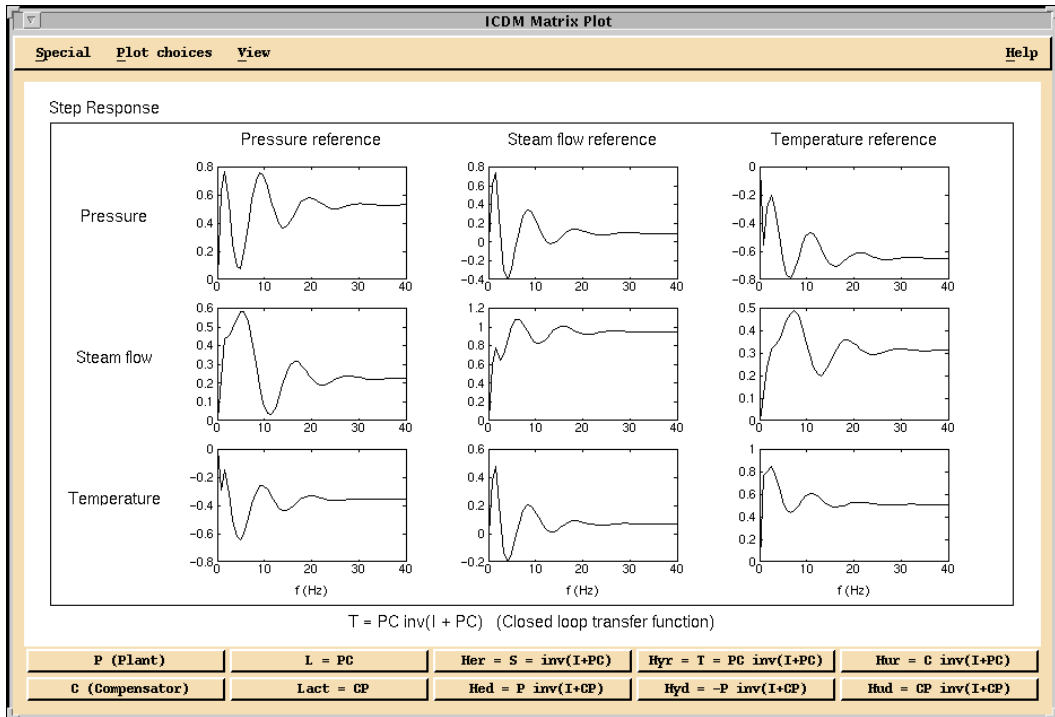 ICDM Matrix Plot
Special Plot choices View Help
Step Response
Pressure reference Steam flow reference Temperature reference
Pressure
0.8 0.6 0.4 0.2 0
0 10 20 30 40
0.8 0.6 0.4 0.2 0 −0.2 −0.4
0 10 20 30 40
0 −0.2 −0.4 −0.6 −0.8
0 10 20 30 40
Steam flow
0.6 0.5 0.4 0.3 0.2 0.1 0
0 10 20 30 40
1.2 1 0.8 0.6 0.4 0.2 0
0 10 20 30 40
0.5 0.4 0.3 0.2 0.1 0
0 10 20 30 40
Temperature
0 −0.2 −0.4 −0.6 −0.8
0 10 20 30 40
f (Hz)
0.6 0.4 0.2 0 −0.2
0 10 20 30 40
f (Hz)
1 0.8 0.6 0.4 0.2 0
0 10 20 30 40
f (Hz)
T = PC inv(I + PC) (Closed loop transfer function)
P (Plant) L = PC Her = S = inv(I+PC) Hyr = T = PC inv(I+PC) Hur = C inv(I+PC)
C (Compensator) Lact = CP Hed = P inv(I+CP) Hyd = -P inv(I+CP) Hud = CP inv(I+CP)